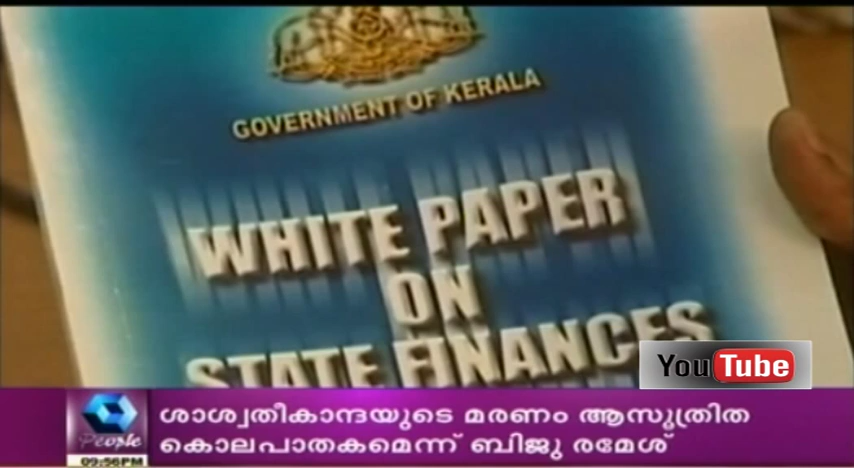 GOVERNMENT OF KERALA
WHITE PAPER
ON
STATE FINANCES
YouTube
ശാശ്വതീകാന്ദയുടെ മരണം ആസൂത്രിത
കൊലപാതകമെന്ന് ബിജു രമേശ്
People
09:56PM